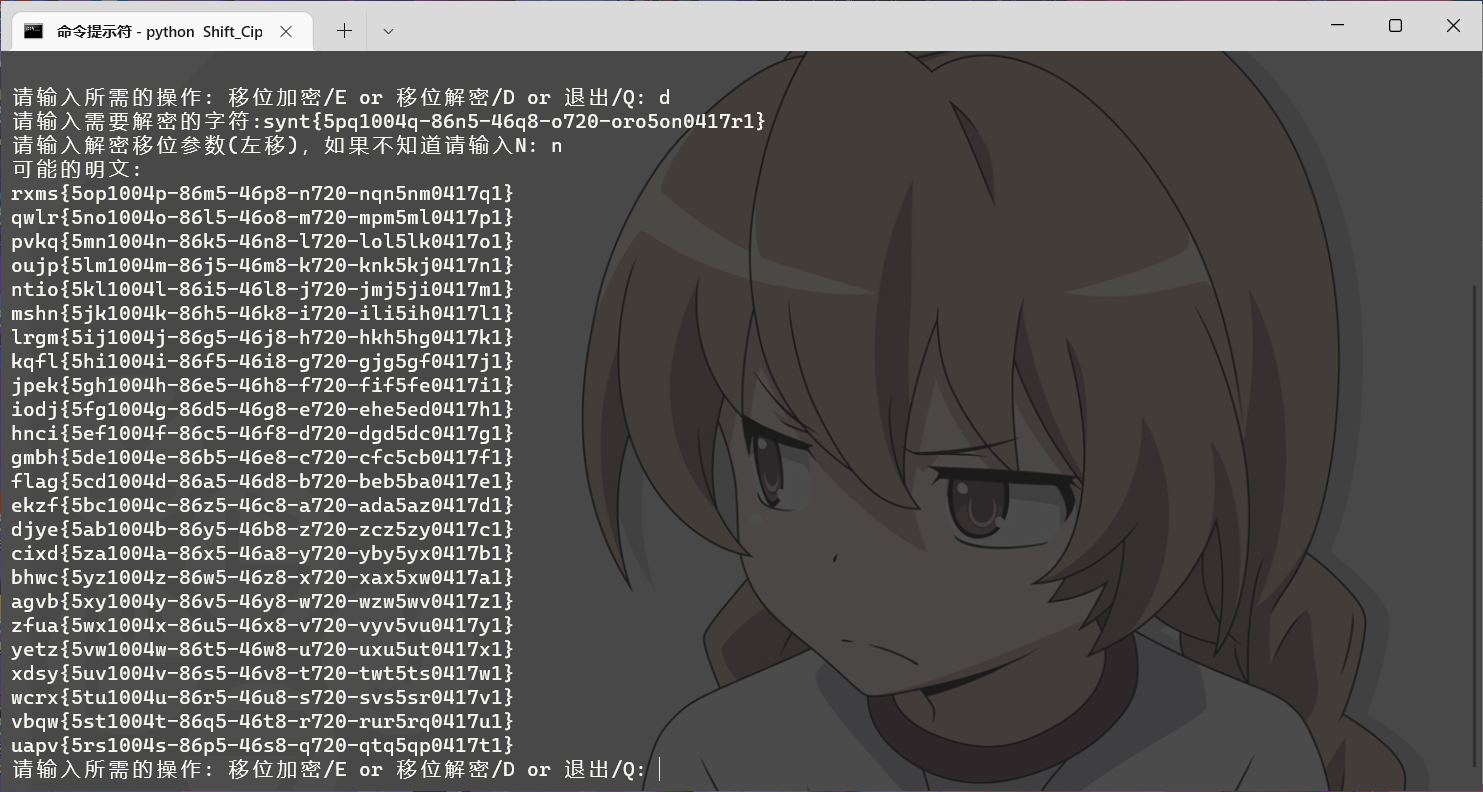 命令提示符 - python  Shift_Cip
请输入所需的操作: 移位加密/E or 移位解密/D or 退出/Q: d
请输入需要解密的字符:synt{5pq1004q-86n5-46q8-o720-oro5on0417r1}
请输入解密移位参数(左移), 如果不知道请输入N: n
可能的明文:
rxms{5op1004p-86m5-46p8-n720-nqn5nm0417q1}
qwlr{5no1004o-86l5-46o8-m720-mpm5ml0417p1}
pvkq{5mn1004n-86k5-46n8-l720-lol5lk0417o1}
oujp{5lm1004m-86j5-46m8-k720-knk5kj0417n1}
ntio{5kl1004l-86i5-46l8-j720-jmj5ji0417m1}
mshn{5jk1004k-86h5-46k8-i720-ili5ih0417l1}
lrgm{5ij1004j-86g5-46j8-h720-hkh5hg0417k1}
kqfl{5hi1004i-86f5-46i8-g720-gjg5gf0417j1}
jpek{5gh1004h-86e5-46h8-f720-fif5fe0417i1}
iodj{5fg1004g-86d5-46g8-e720-ehe5ed0417h1}
hnci{5ef1004f-86c5-46f8-d720-dgd5dc0417g1}
gmbh{5de1004e-86b5-46e8-c720-cfc5cb0417f1}
flag{5cd1004d-86a5-46d8-b720-beb5ba0417e1}
ekzf{5bc1004c-86z5-46c8-a720-ada5az0417d1}
djye{5ab1004b-86y5-46b8-z720-zcz5zy0417c1}
cixd{5za1004a-86x5-46a8-y720-yby5yx0417b1}
bhwc{5yz1004z-86w5-46z8-x720-xax5xw0417a1}
agvb{5xy1004y-86v5-46y8-w720-wzw5wv0417z1}
zfua{5wx1004x-86u5-46x8-v720-vyv5vu0417y1}
yetz{5vw1004w-86t5-46w8-u720-uxu5ut0417x1}
xdsy{5uv1004v-86s5-46v8-t720-twt5ts0417w1}
wcrx{5tu1004u-86r5-46u8-s720-svs5sr0417v1}
vbqw{5st1004t-86q5-46t8-r720-rur5rq0417u1}
uapv{5rs1004s-86p5-46s8-q720-qtq5qp0417t1}
请输入所需的操作: 移位加密/E or 移位解密/D or 退出/Q: